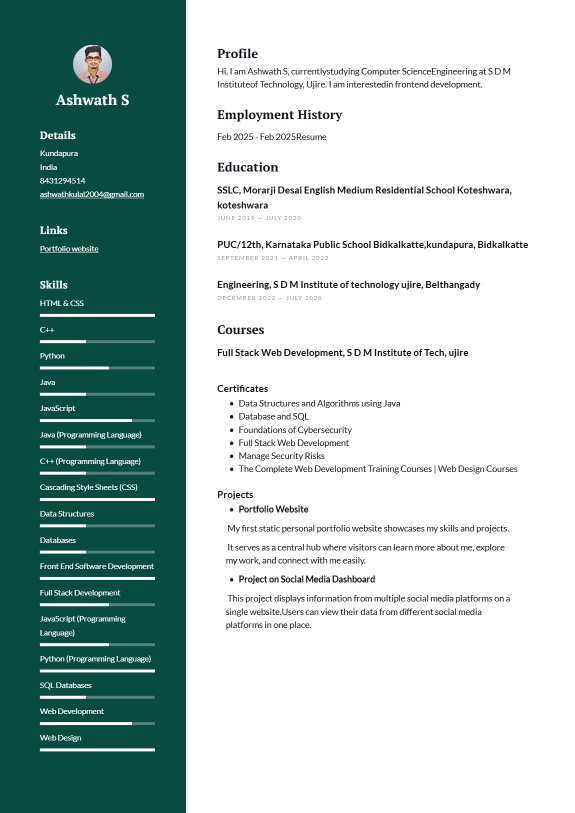 Ashwath S
Details
Kundapura
India
8431294514
ashwathkulal2004@gmail.com
Links
Portfolio website
Skills
HTML & CSS
C++
Python
Java
JavaScript
Java (Programming Language)
C++ (Programming Language)
Cascading Style Sheets (CSS)
Data Structures
Databases
Front End Software Development
Full Stack Development
JavaScript (Programming
Language)
Python (Programming Language)
SQL Databases
Web Development
Web Design
Profile
Hi, I am Ashwath S, currentlystudying Computer ScienceEngineering at S D M
Instituteof Technology, Ujire. I am interestedin frontend development.
Employment History
Feb 2025 - Feb 2025Resume
Education
SSLC, Morarji Desai English Medium Residential School Koteshwara,
koteshwara
JUNE 2019 — JULY 2020
PUC/12th, Karnataka Public School Bidkalkatte,kundapura, Bidkalkatte
SEPTEMBER 2021 — APRIL 2022
Engineering, S D M Institute of technology ujire, Belthangady
DECEMBER 2022 — JULY 2026
Courses
Full Stack Web Development, S D M Institute of Tech, ujire
Certificates
• Data Structures and Algorithms using Java
• Database and SQL
• Foundations of Cybersecurity
• Full Stack Web Development
• Manage Security Risks
• The Complete Web Development Training Courses | Web Design Courses
Projects
• Portfolio Website
My first static personal portfolio website showcases my skills and projects.
It serves as a central hub where visitors can learn more about me, explore
my work, and connect with me easily.
• Project on Social Media Dashboard
This project displays information from multiple social media platforms on a
single website.Users can view their data from different social media
platforms in one place.